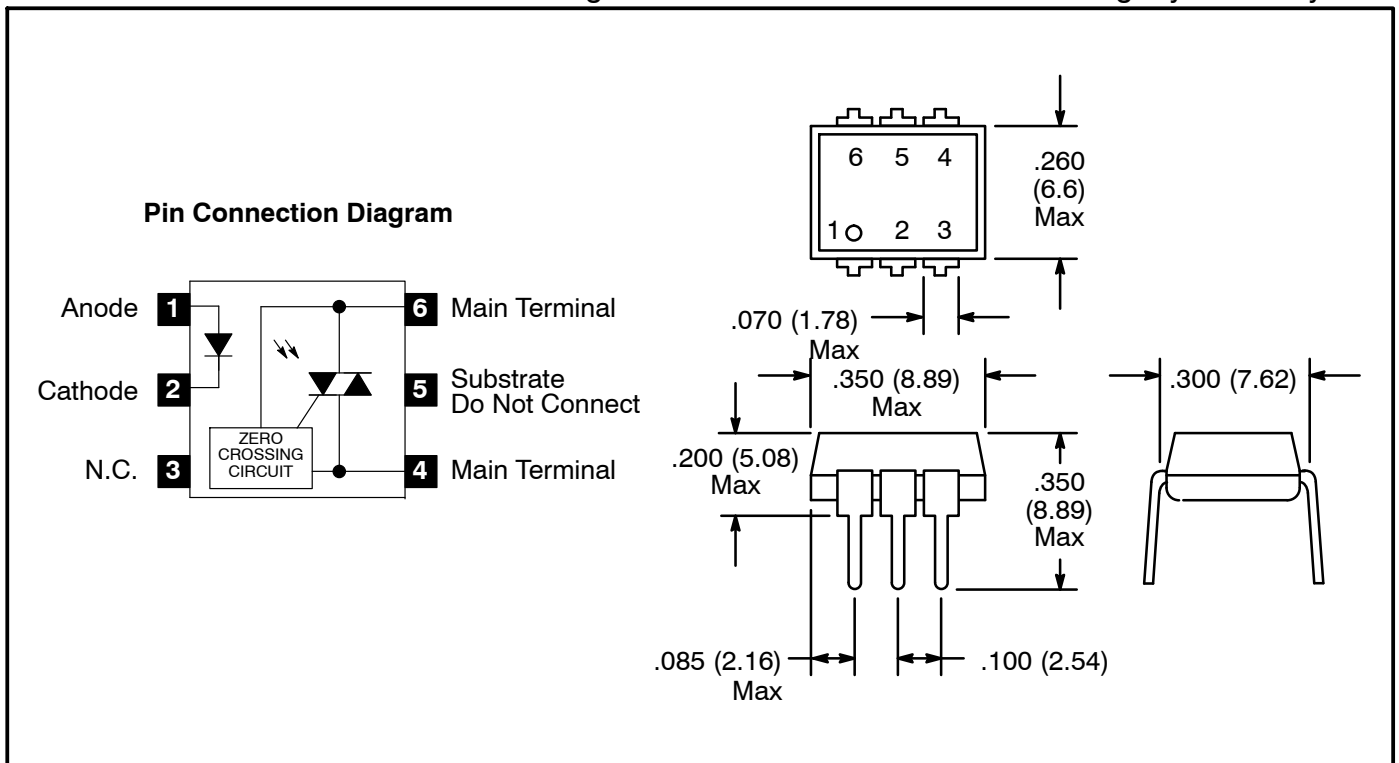 Pin Connection Diagram
Anode 1
Cathode 2
N.C. 3
6 Main Terminal
5 Substrate
Do Not Connect
4 Main Terminal
ZERO
CROSSING
CIRCUIT
6 5 4
1 2 3
.260
(6.6)
Max
.070 (1.78)
Max
.350 (8.89)
Max
.300 (7.62)
.200 (5.08)
Max
.350
(8.89)
Max
.085 (2.16)
Max
.100 (2.54)